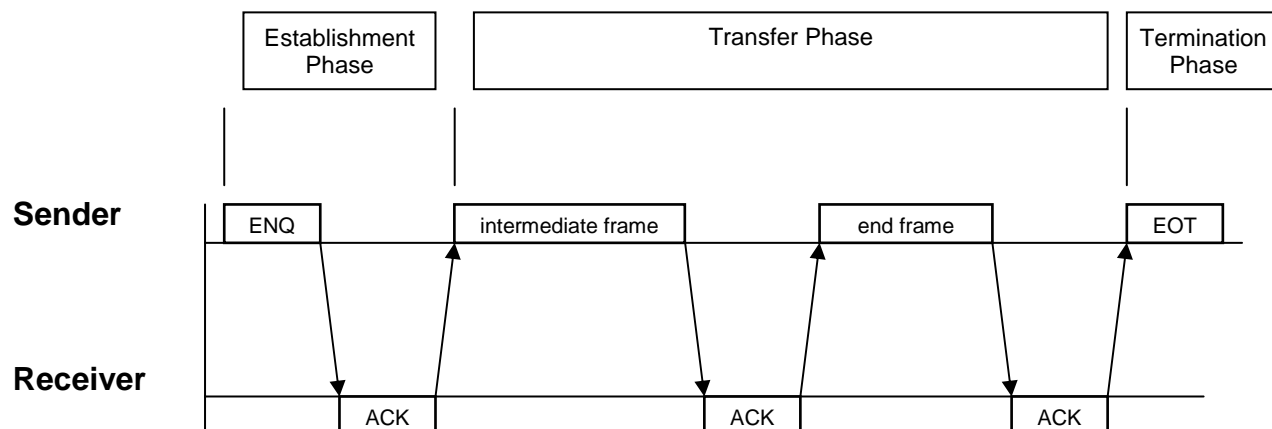 Establishment
Phase
Transfer Phase
Termination
Phase
Sender
ENQ
intermediate frame
end frame
EOT
Receiver
ACK
ACK
ACK